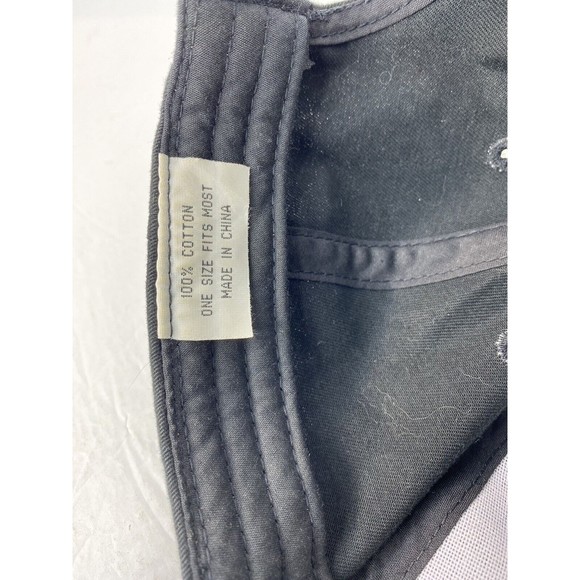 100% COTTON
ONE SIZE FITS MOST
MADE IN CHINA